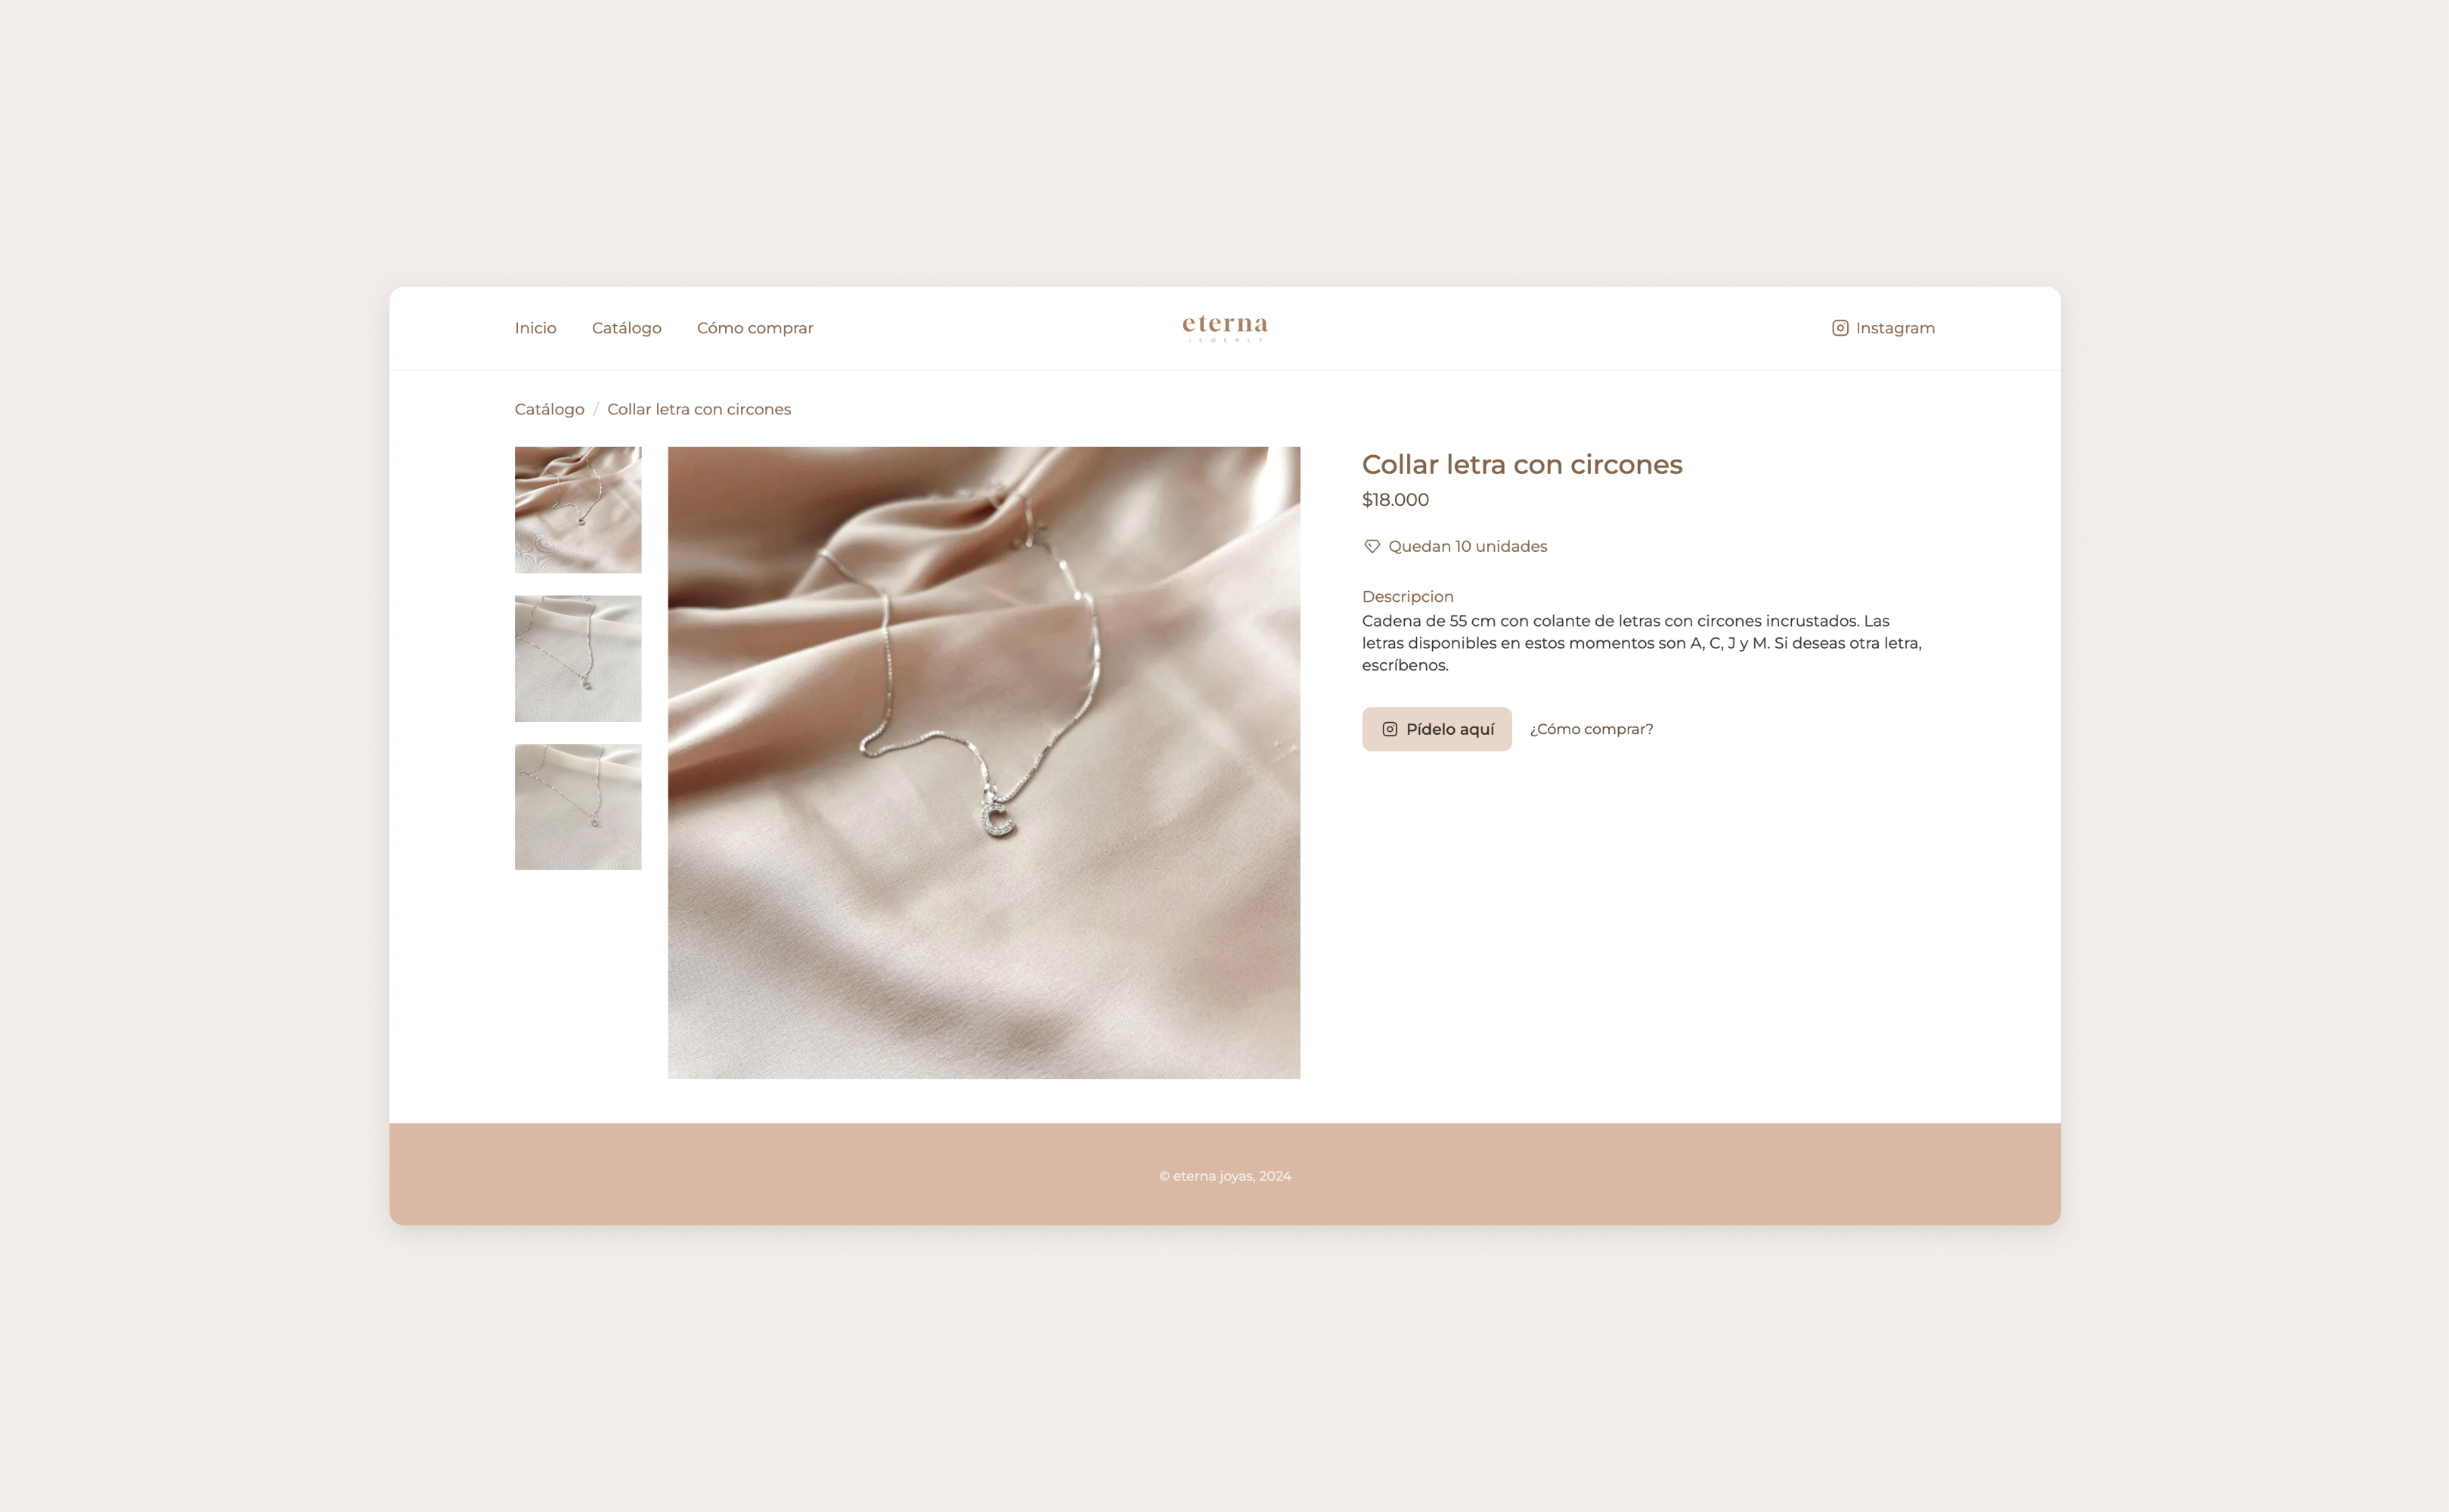 Inicio
Catálogo
Cómo comprar
eterna
JEWERLY
Instagram
Catálogo / Collar letra con circones
Collar letra con circones
$18.000
Quedan 10 unidades
Descripcion
Cadena de 55 cm con colante de letras con circones incrustados. Las
letras disponibles en estos momentos son A, C, J y M. Si deseas otra letra,
escríbenos.
Pídelo aquí
¿Cómo comprar?
C
© eterna joyas, 2024